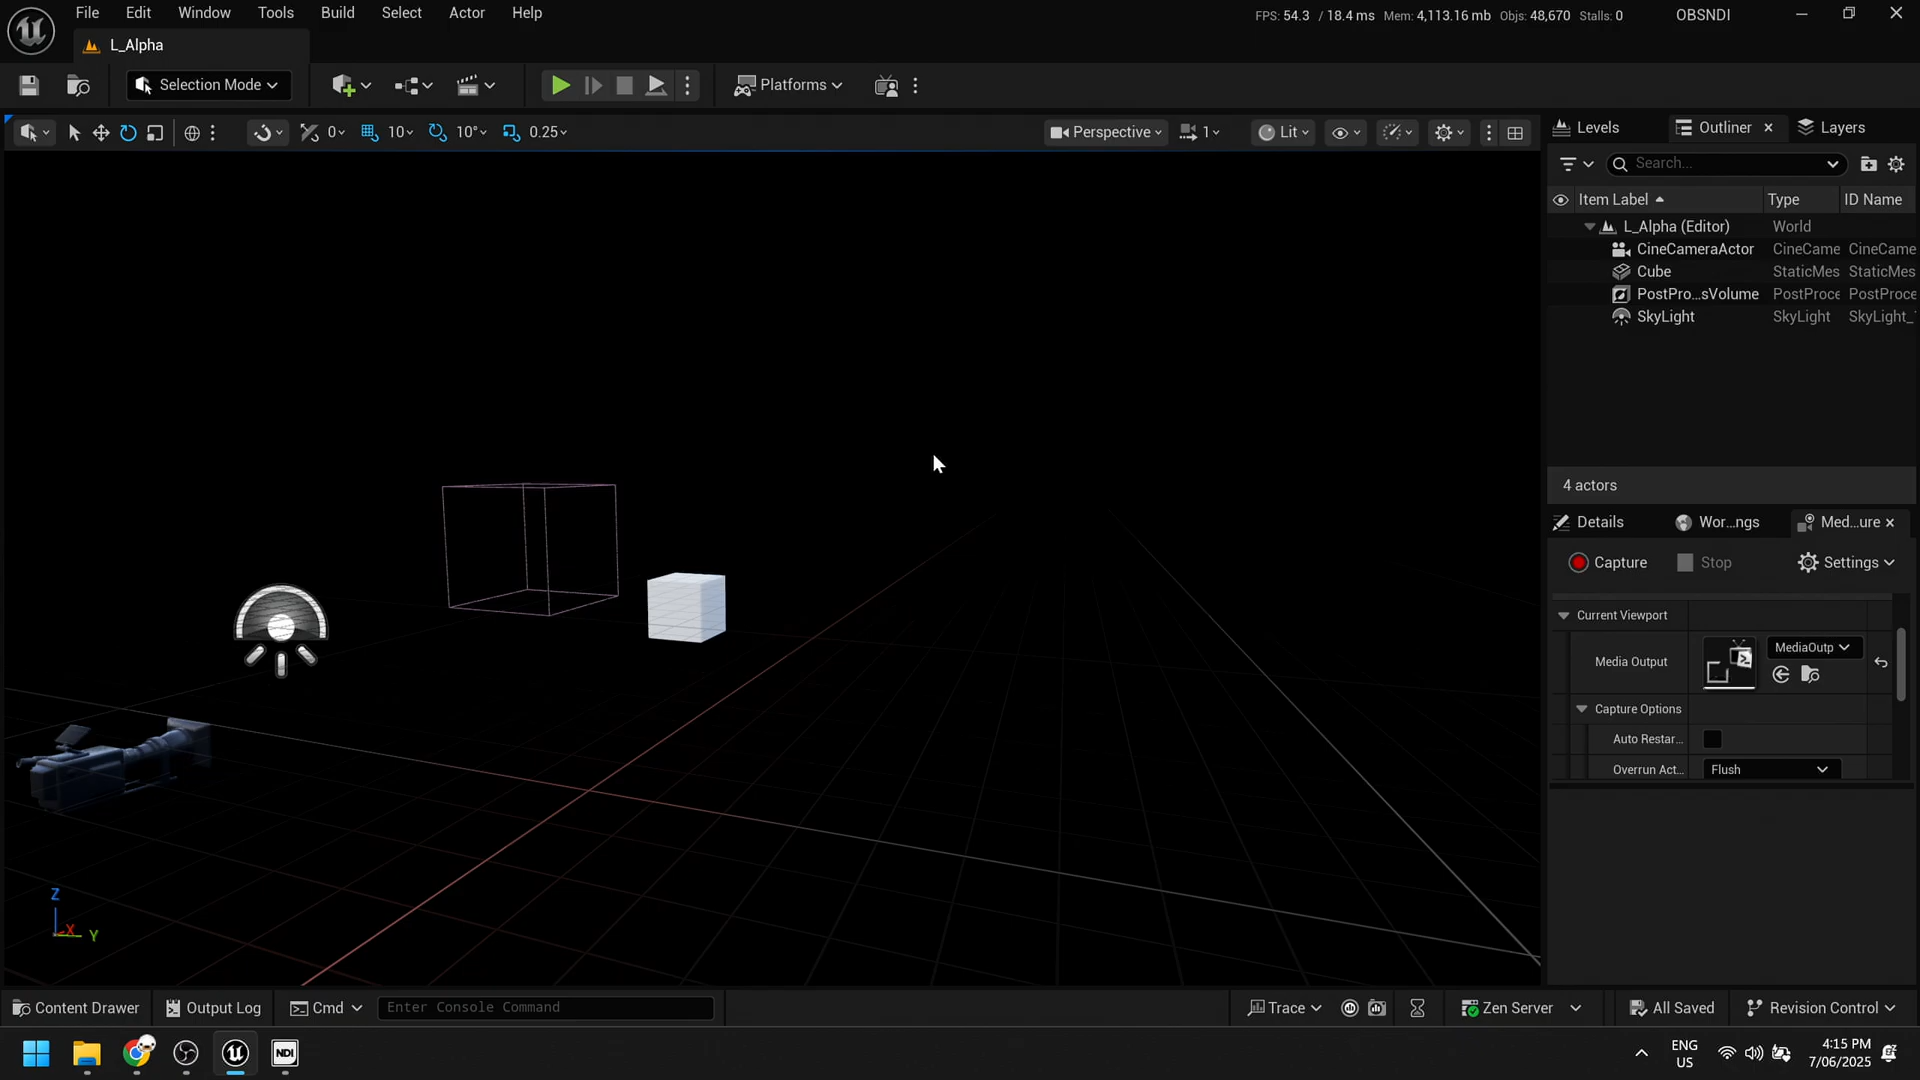 File Edit Window Tools Build Select Actor Help
FPS: 54.3 / 18.4 ms Mem: 4,113.16 mb Objs: 48,670 Stalls: 0
OBSNDI
L_Alpha
Selection Mode
Platforms
0 10 10° 0.25
Perspective 1 Lit
Levels Outliner Layers
Search...
Item Label Type ID Name
L_Alpha (Editor) World
CineCameraActor CineCame CineCame
Cube StaticMes StaticMes
PostPro...sVolume PostProce PostProce
SkyLight SkyLight SkyLight_
4 actors
Details Wor...ngs Med...ure
Capture Stop Settings
Current Viewport
Media Output MediaOutp
Capture Options
Auto Restar...
Overrun Act... Flush
Z
X Y
Content Drawer Output Log Cmd Enter Console Command
Trace Zen Server All Saved Revision Control
NDI
ENG
US
4:15 PM
7/06/2025